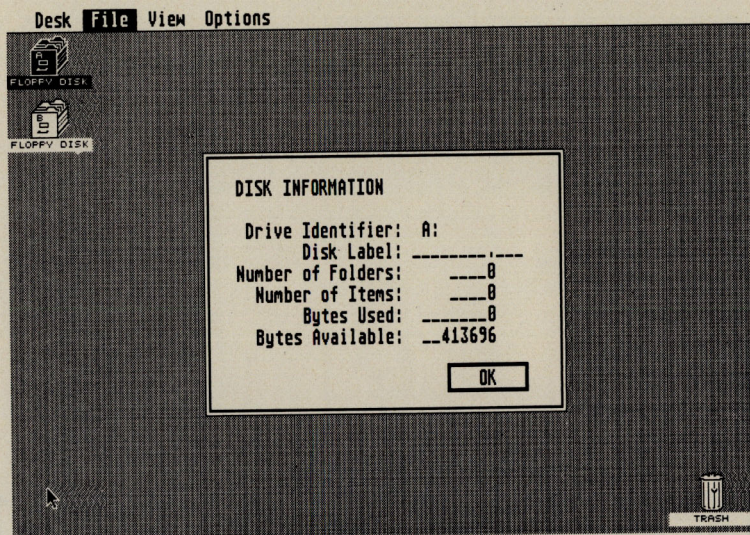 Desk File View Options
A
FLOPPY DISK
B
FLOPPY DISK
DISK INFORMATION
Drive Identifier: A:
Disk Label: ________.___
Number of Folders: ____0
Number of Items: ____0
Bytes Used: _______0
Bytes Available: __413696
OK
TRASH